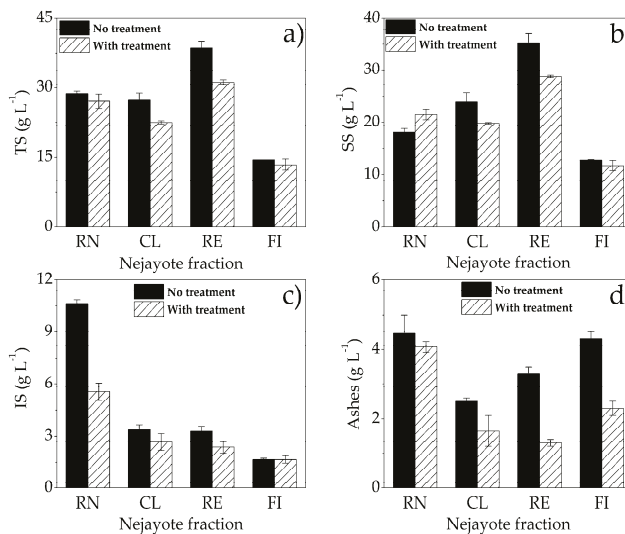 45
30
15
0
TS (g L⁻¹)
No treatment
With treatment
a)
RN CL RE FI
Nejayote fraction
40
30
20
10
0
SS (g L⁻¹)
No treatment
With treatment
b
RN CL RE FI
Nejayote fraction
12
9
6
3
0
IS (g L⁻¹)
No treatment
With treatment
c)
RN CL RE FI
Nejayote fraction
6
4
2
0
Ashes (g L⁻¹)
No treatment
With treatment
d
RN CL RE FI
Nejayote fraction